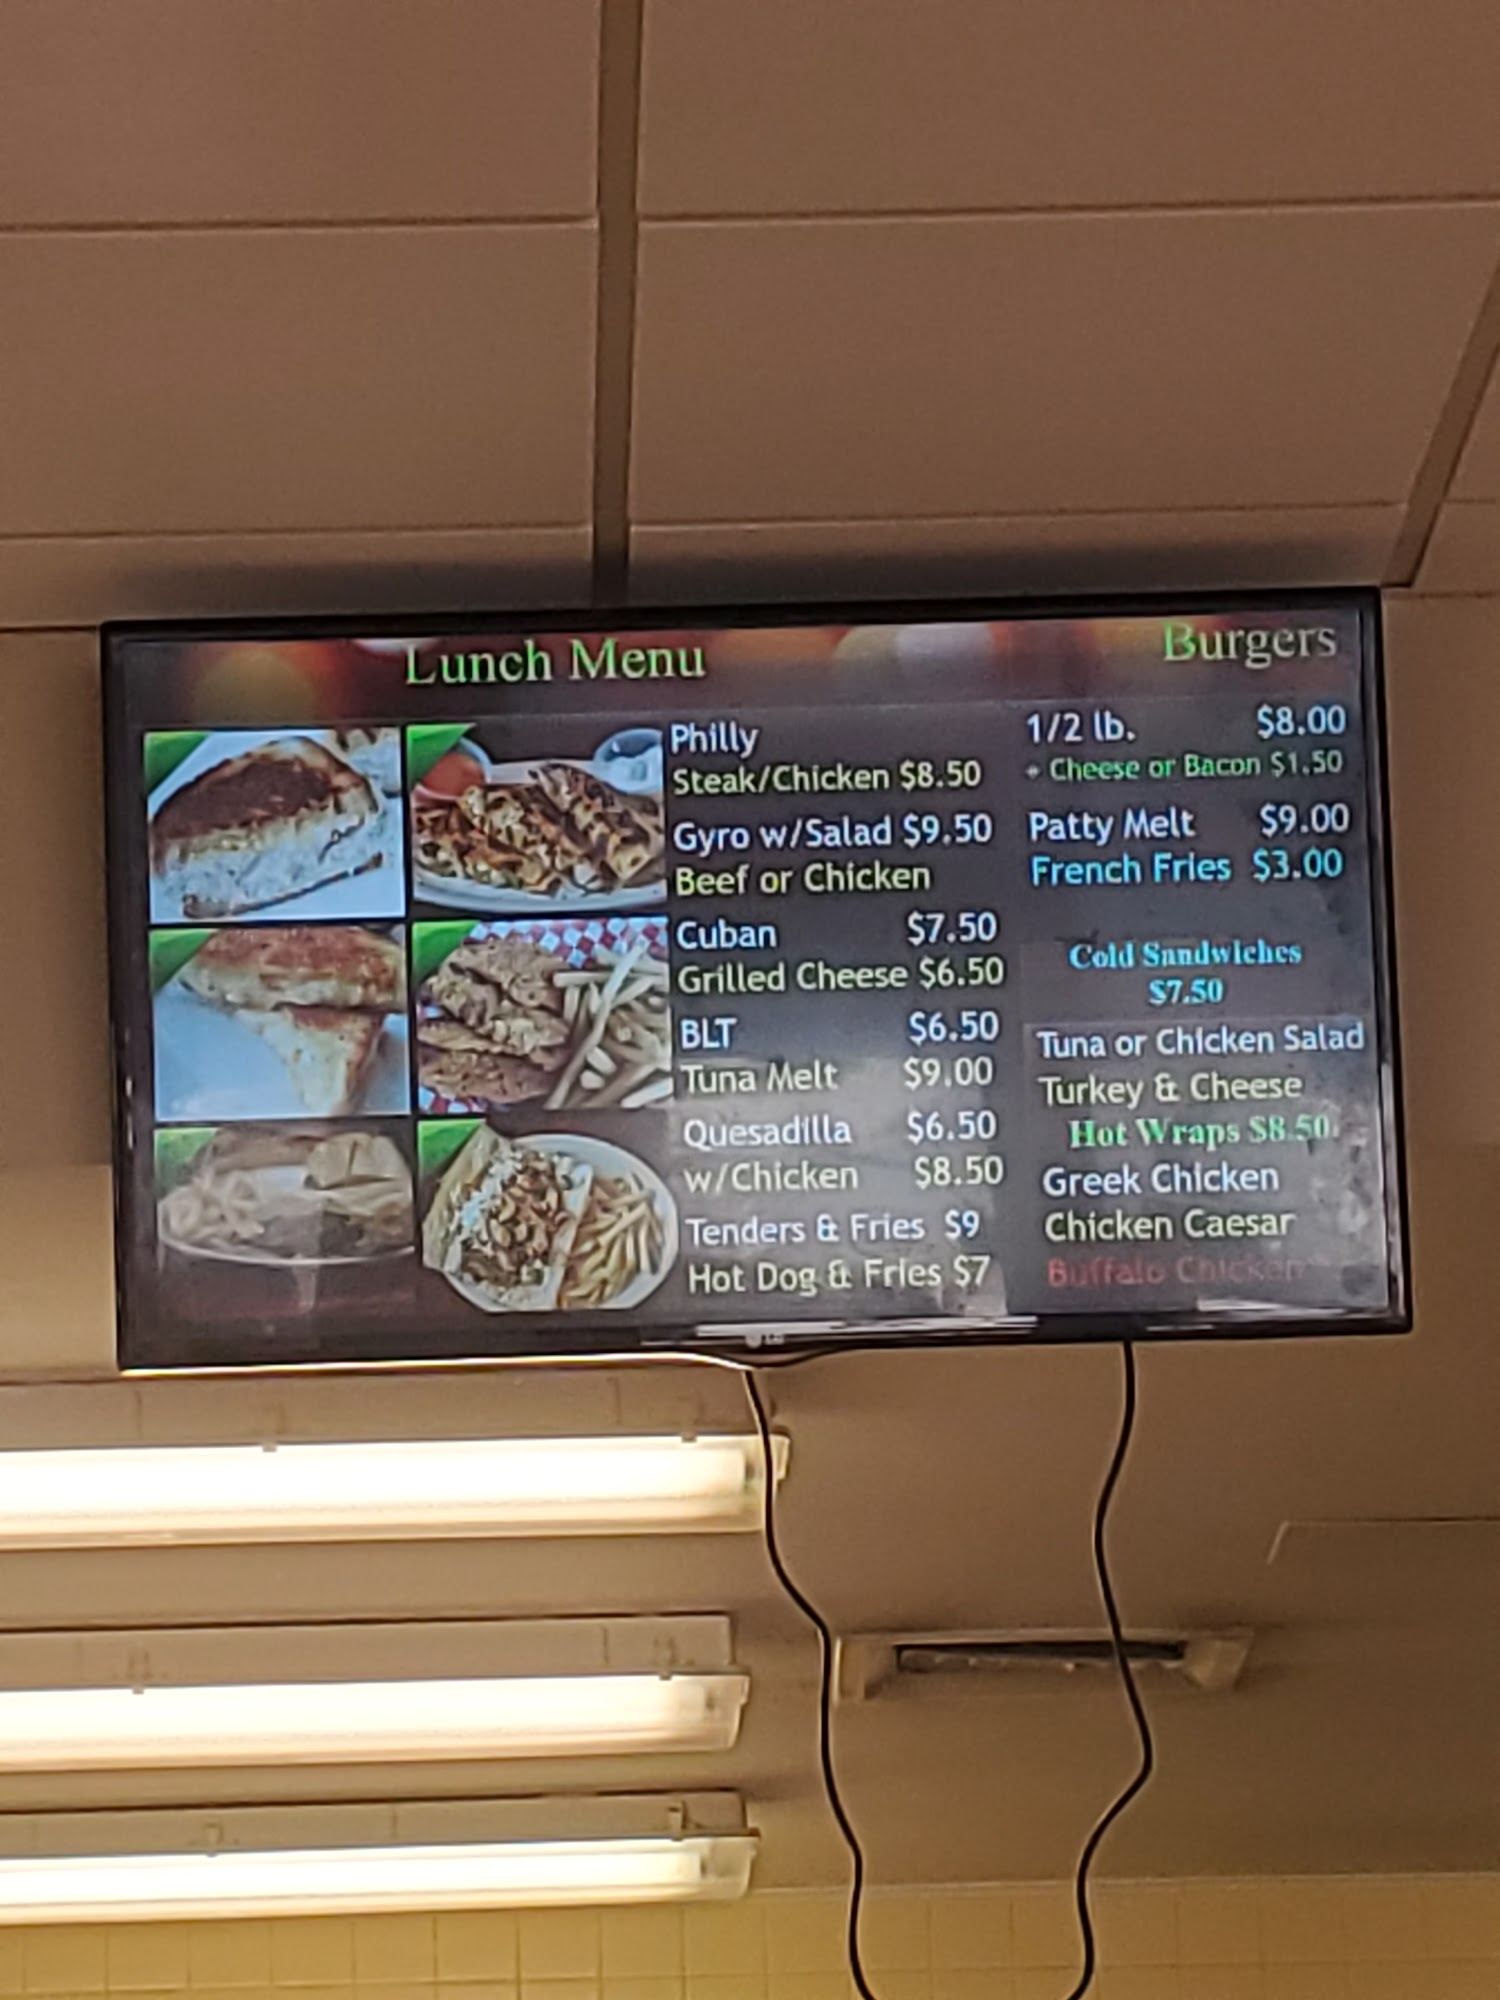 Lunch Menu
Philly
Steak/Chicken $8.50
Gyro w/Salad $9.50
Beef or Chicken
Cuban $7.50
Grilled Cheese $6.50
BLT $6.50
Tuna Melt $9.00
Quesadilla $6.50
w/Chicken $8.50
Tenders & Fries $9
Hot Dog & Fries $7
Burgers
1/2 lb. $8.00
+ Cheese or Bacon $1.50
Patty Melt $9.00
French Fries $3.00
Cold Sandwiches
$7.50
Tuna or Chicken Salad
Turkey & Cheese
Hot Wraps $8.50
Greek Chicken
Chicken Caesar
Buffalo Chicken
LG